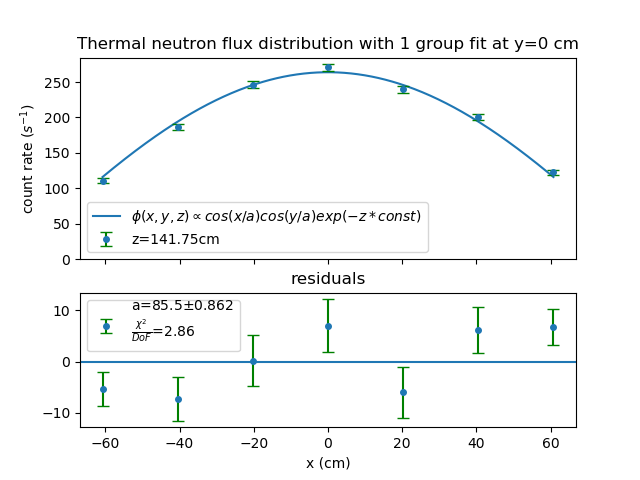 Thermal neutron flux distribution with 1 group fit at y=0 cm
count rate (s⁻¹)
250
200
150
100
50
0
ϕ(x, y, z) ∝ cos(x/a)cos(y/a)exp(−z * const)
z=141.75cm
residuals
10
0
−10
a=85.5±0.862
χ²/DoF=2.86
−60 −40 −20 0 20 40 60
x (cm)